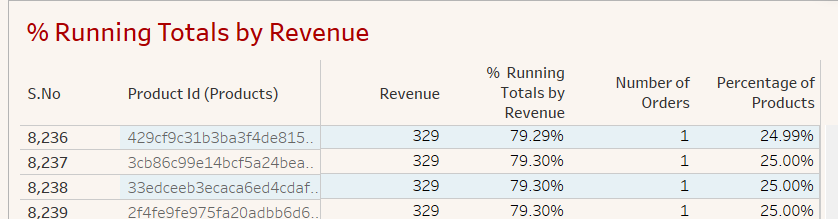 % Running Totals by Revenue
S.No Product Id (Products) Revenue % Running Totals by Revenue Number of Orders Percentage of Products
8,236 429cf9c31b3ba3f4de815.. 329 79.29% 1 24.99%
8,237 3cb86c99e14bcf5a24bea.. 329 79.30% 1 25.00%
8,238 33edceeb3ecaca6ed4cdaf.. 329 79.30% 1 25.00%
8,239 2f4fe9fe975fa20adbb6d6.. 329 79.30% 1 25.00%